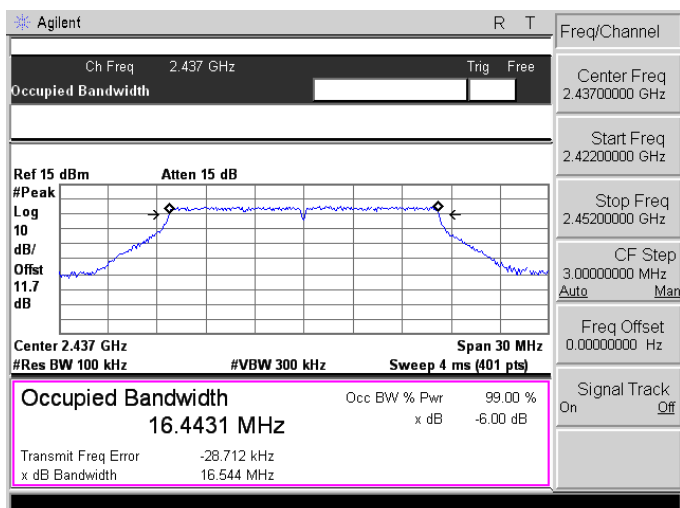 Agilent R T
Ch Freq 2.437 GHz Trig Free
Occupied Bandwidth
Ref 15 dBm Atten 15 dB
#Peak
Log
10
dB/
Offst
11.7
dB
Center 2.437 GHz Span 30 MHz
#Res BW 100 kHz #VBW 300 kHz Sweep 4 ms (401 pts)
Occupied Bandwidth
16.4431 MHz
Occ BW % Pwr 99.00 %
x dB -6.00 dB
Transmit Freq Error -28.712 kHz
x dB Bandwidth 16.544 MHz
Freq/Channel
Center Freq
2.43700000 GHz
Start Freq
2.42200000 GHz
Stop Freq
2.45200000 GHz
CF Step
3.00000000 MHz
Auto Man
Freq Offset
0.00000000 Hz
Signal Track
On Off